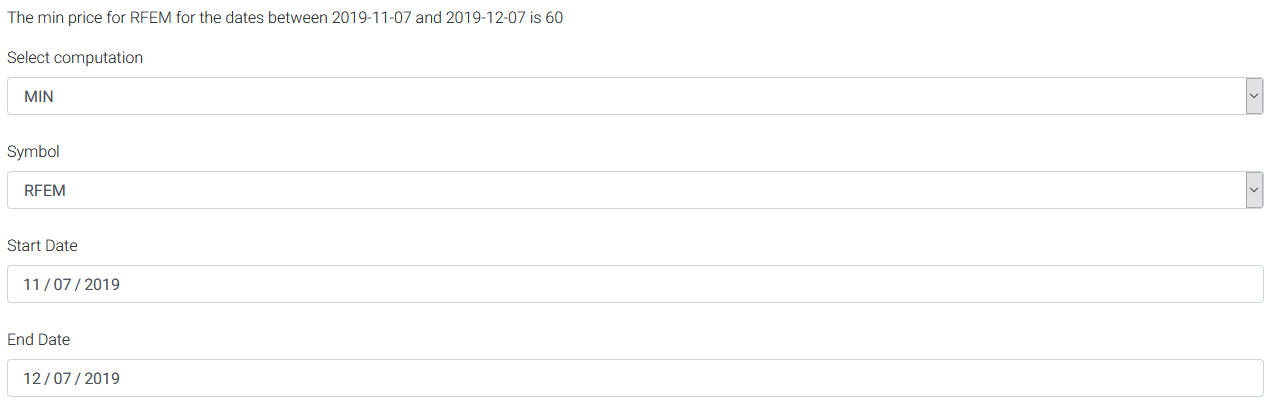 The min price for RFEM for the dates between 2019-11-07 and 2019-12-07 is 60
Select computation
MIN
Symbol
RFEM
Start Date
11 / 07 / 2019
End Date
12 / 07 / 2019